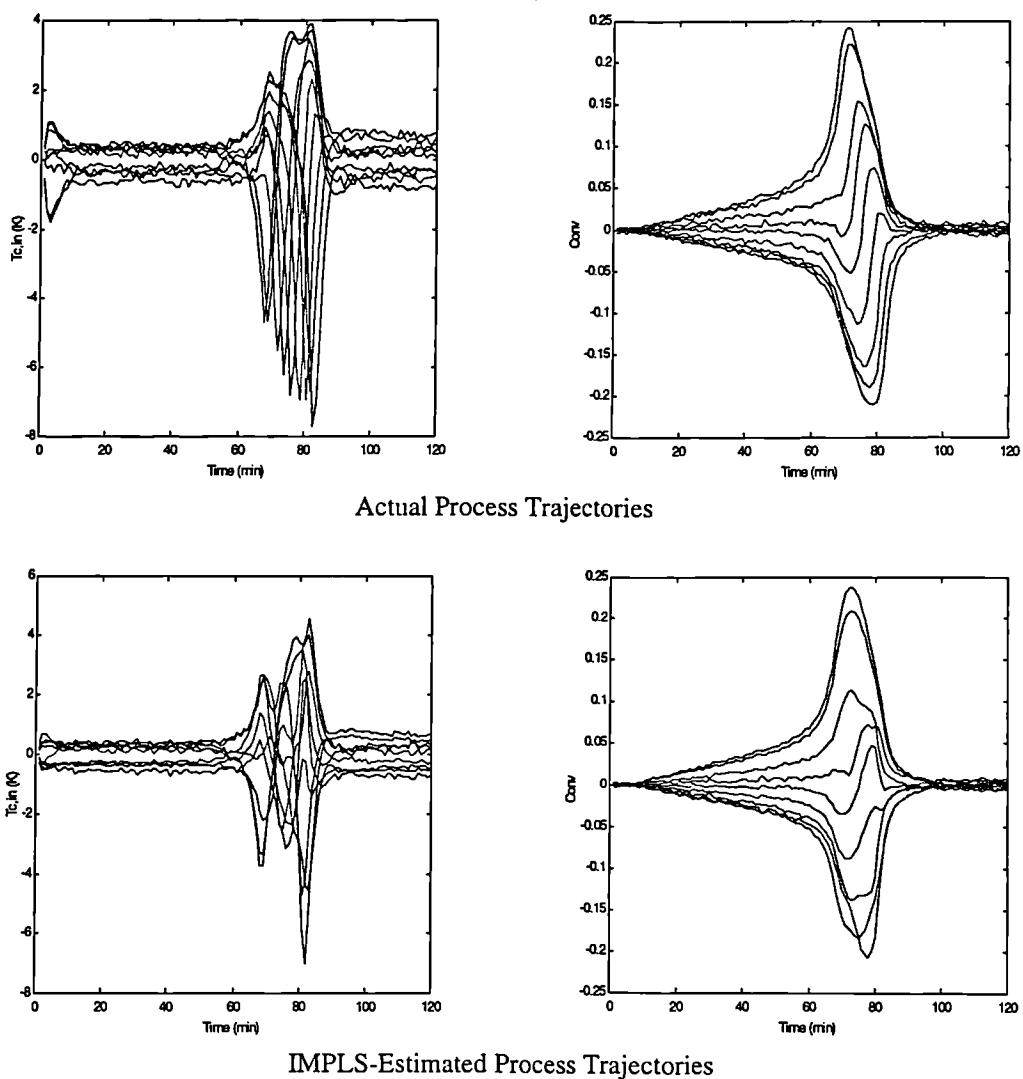 4
2
0
-2
-4
-6
-8
Tc,in (K)
0 20 40 60 80 100 120
Time (min)
0.25
0.2
0.15
0.1
0.05
0
-0.05
-0.1
-0.15
-0.2
-0.25
Conv
0 20 40 60 80 100 120
Time (min)
Actual Process Trajectories
6
4
2
0
-2
-4
-6
-8
Tc,in (K)
0 20 40 60 80 100 120
Time (min)
0.25
0.2
0.15
0.1
0.05
0
-0.05
-0.1
-0.15
-0.2
-0.25
Conv
0 20 40 60 80 100 120
Time (min)
IMPLS-Estimated Process Trajectories